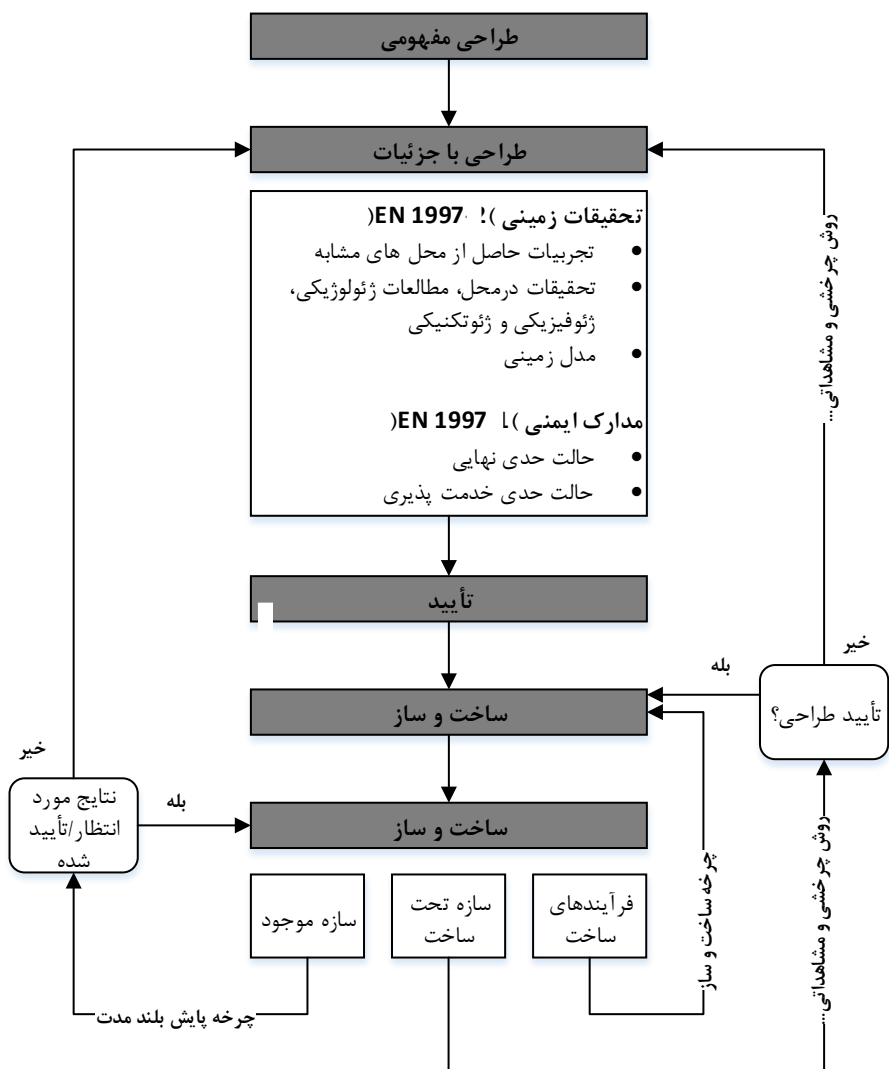 طراحی مفهومی
طراحی با جزئیات
تحقیقات زمینی )EN 1997 2(
تجربیات حاصل از محل های مشابه
تحقیقات درمحل، مطالعات ژئولوژیکی،
ژئوفیزیکی و ژئوتکنیکی
مدل زمینی
مدارک ایمنی )EN 1997 1(
حالت حدی نهایی
حالت حدی خدمت پذیری
روش چرخشی و مشاهداتی...
تأیید
خیر
بله
تأیید طراحی؟
ساخت و ساز
خیر
بله
نتایج مورد
انتظار/تأیید
شده
ساخت و ساز
فرآیندهای
ساخت
سازه تحت
ساخت
سازه موجود
چرخه ساخت و ساز
روش چرخشی و مشاهداتی...
چرخه پایش بلند مدت